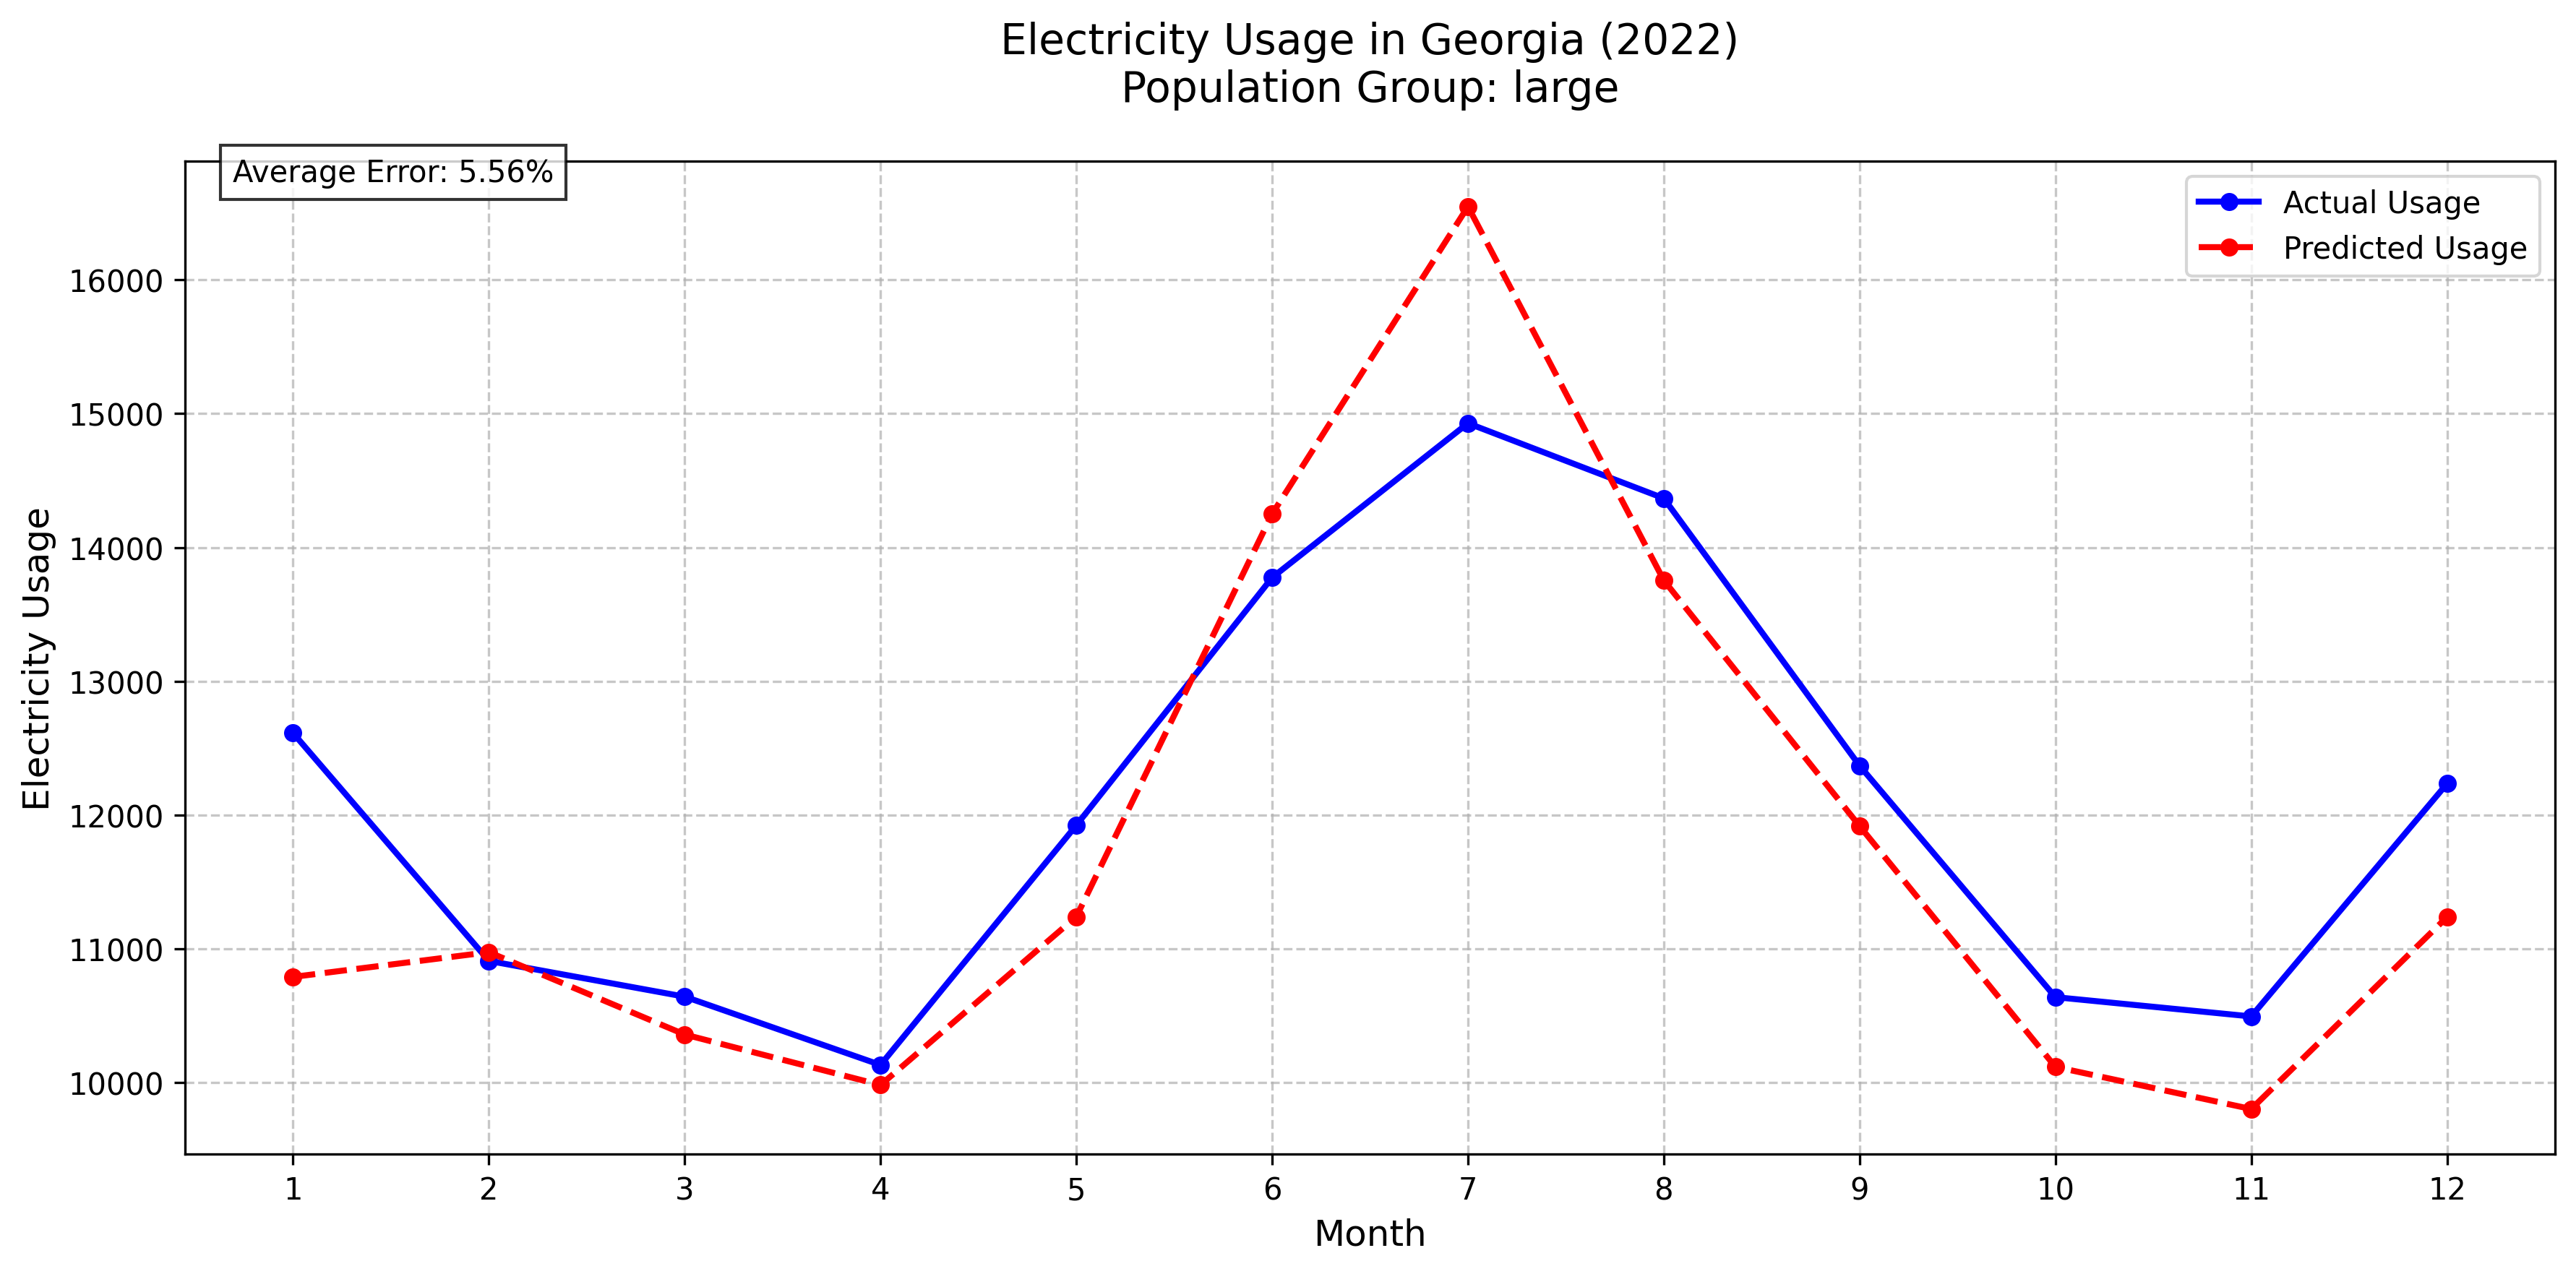 Electricity Usage in Georgia (2022)
Population Group: large
Average Error: 5.56%
Actual Usage
Predicted Usage
Electricity Usage
16000
15000
14000
13000
12000
11000
10000
1 2 3 4 5 6 7 8 9 10 11 12
Month